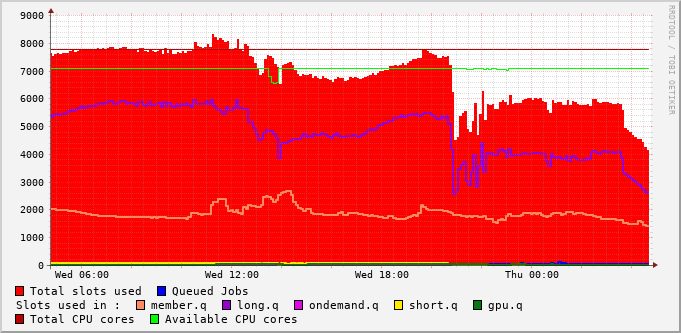 9000
8000
7000
6000
5000
4000
3000
2000
1000
0
Wed 06:00 Wed 12:00 Wed 18:00 Thu 00:00
Total slots used Queued Jobs
Slots used in : member.q long.q ondemand.q short.q gpu.q
Total CPU cores Available CPU cores
RRDTOOL / TOBI OETIKER